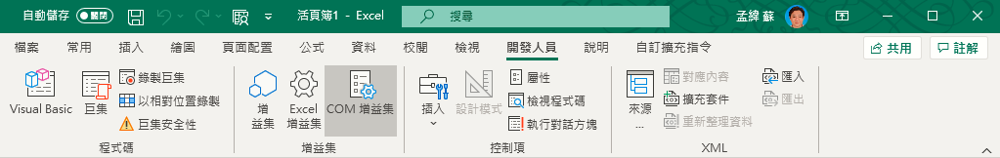 自動儲存 關閉 活頁簿1 - Excel 搜尋 孟緯 蘇
檔案 常用 插入 繪圖 頁面配置 公式 資料 校閱 檢視 開發人員 說明 自訂擴充指令 共用 註解
Visual Basic 巨集
錄製巨集
以相對位置錄製
巨集安全性
程式碼
增
益集
Excel
增益集
COM 增益集
增益集
插入
設計模式
屬性
檢視程式碼
執行對話方塊
控制項
來源
...
對應內容
擴充套件
重新整理資料
匯入
匯出
XML